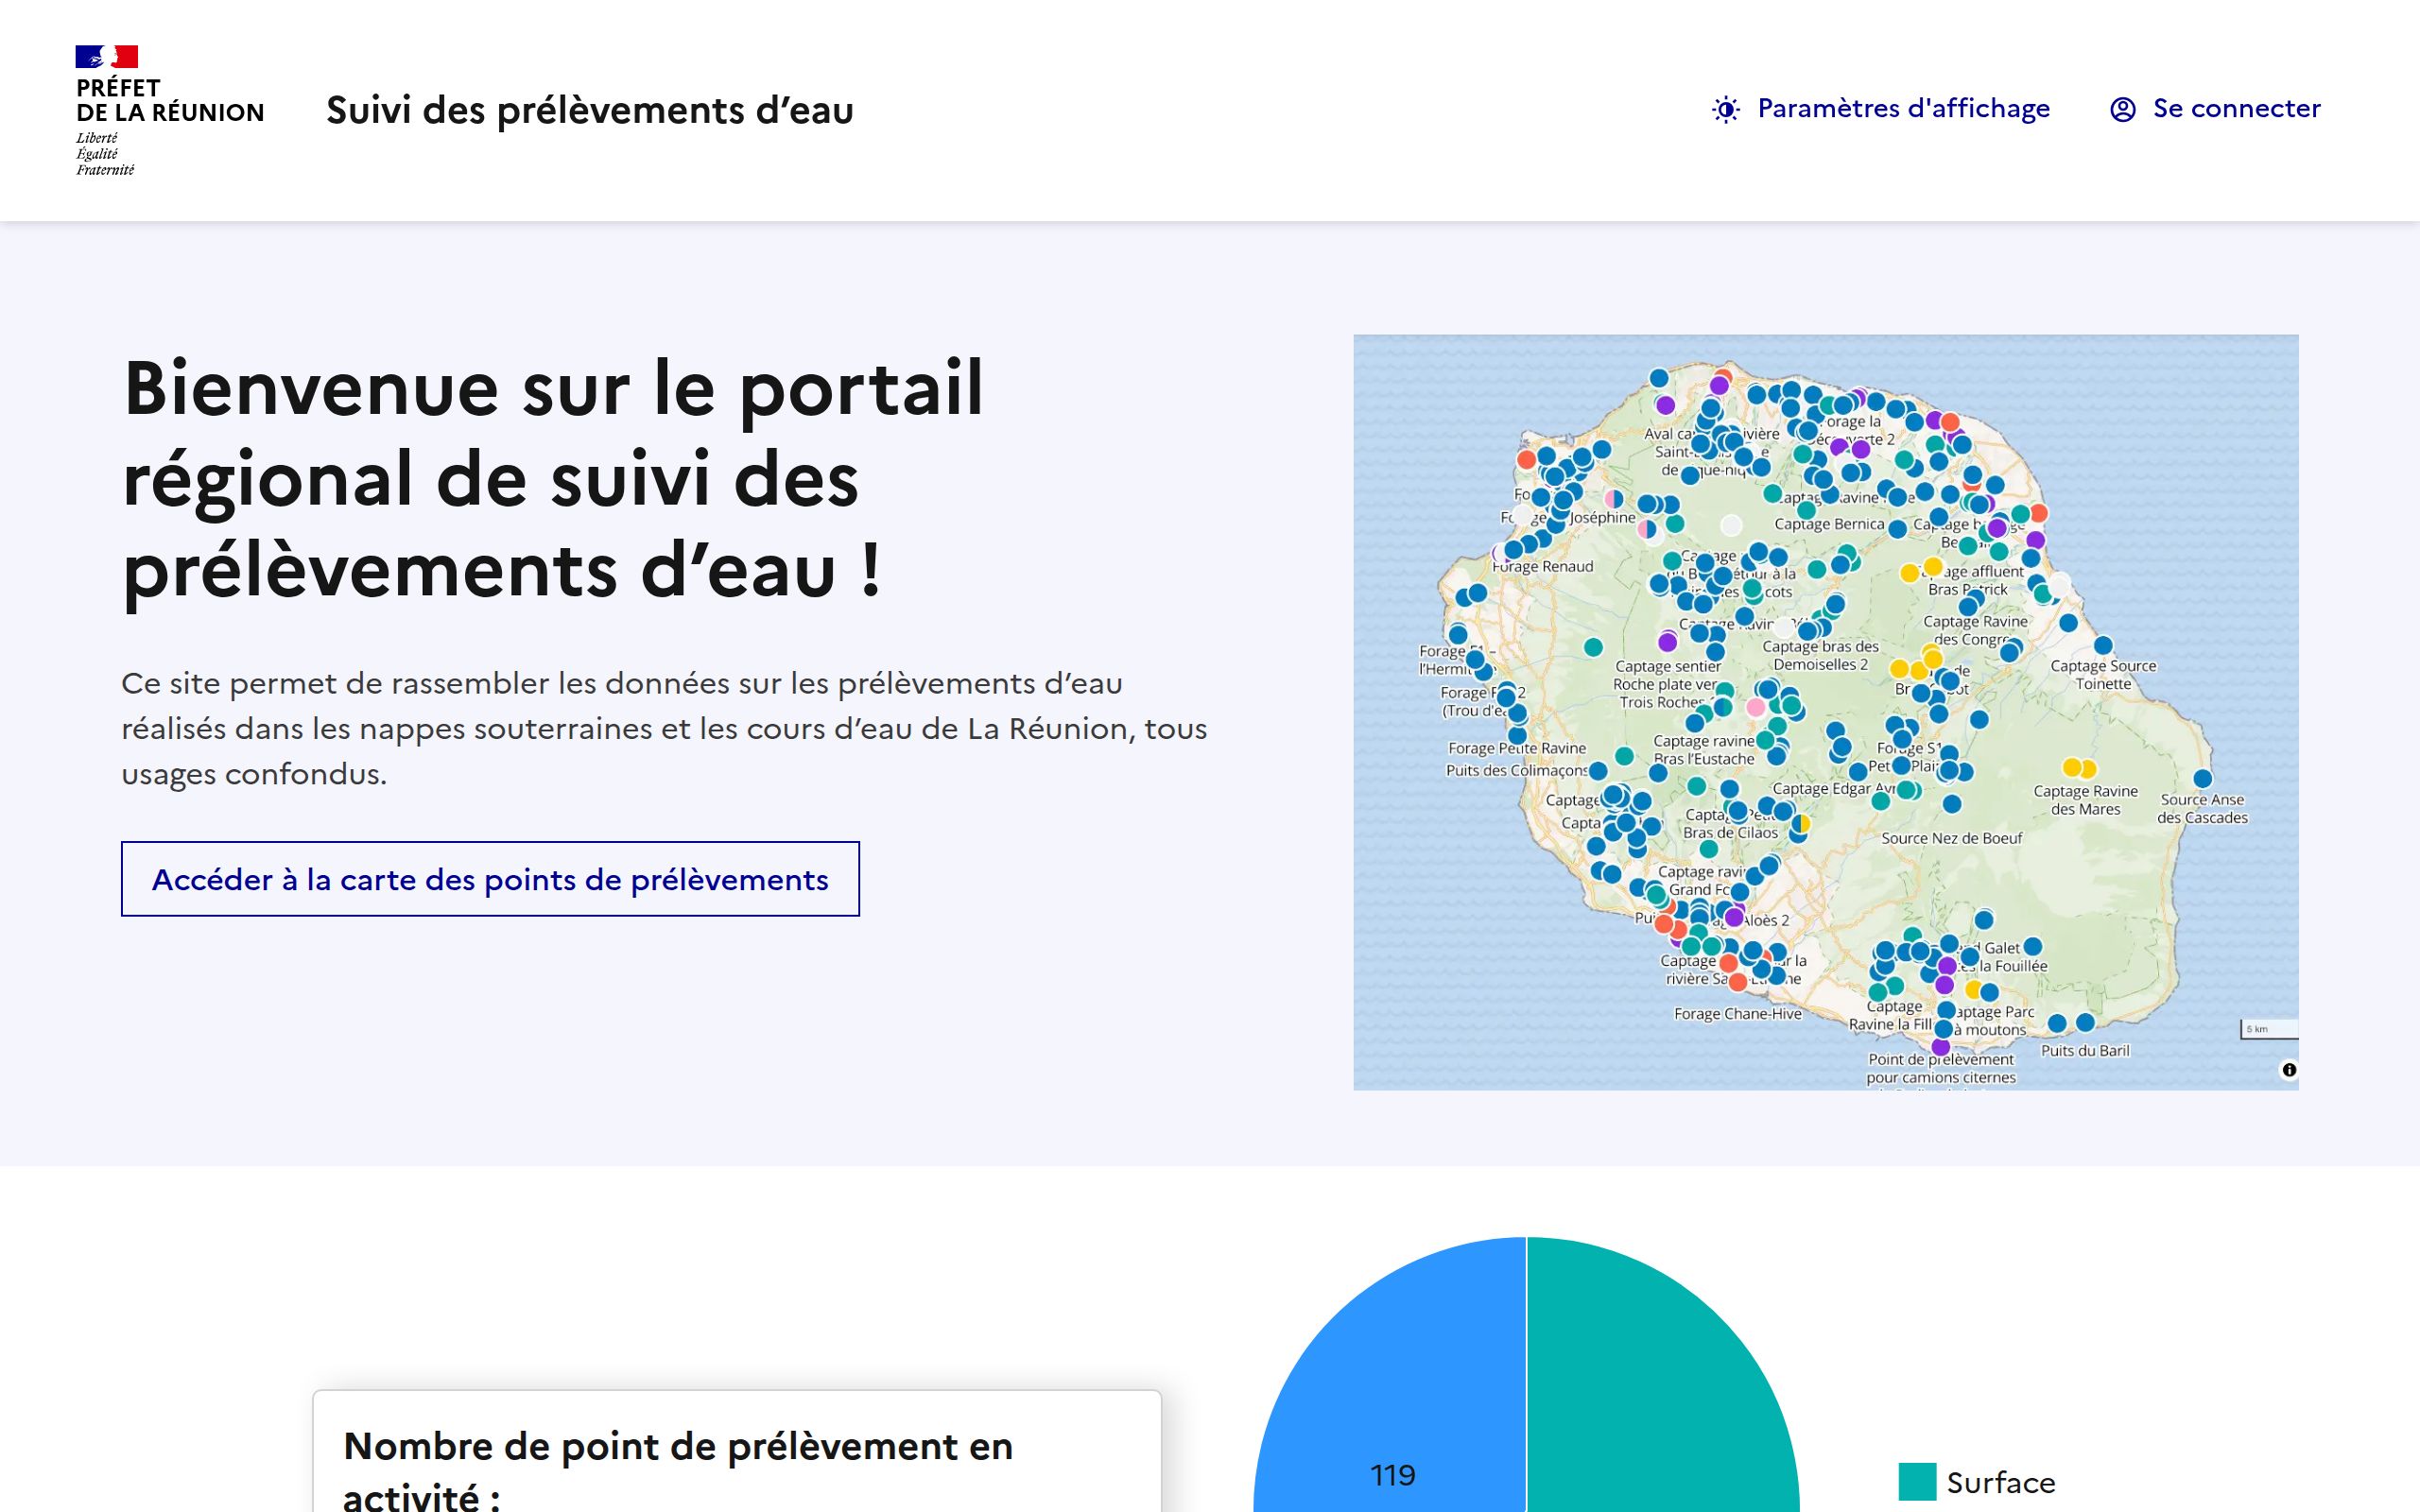 PRÉFET
DE LA RÉUNION
Liberté
Égalité
Fraternité
Suivi des prélèvements d’eau
Paramètres d'affichage
Se connecter
Bienvenue sur le portail
régional de suivi des
prélèvements d’eau !
Ce site permet de rassembler les données sur les prélèvements d’eau
réalisés dans les nappes souterraines et les cours d’eau de La Réunion, tous
usages confondus.
Accéder à la carte des points de prélèvements
Joséphine
Captage Bernica
Forage Renaud
Bras
Captage Ravine
Captage bras des
Demoiselles 2
Captage sentier
Roche plate
Trois Roches
Captage Source
Toinette
Forage Petite Ravine
Puits des Colimaçons
Captage ravine
Bras l’Eustache
Captage Edgar
Captage Ravine
des Mares
Source Anse
des Cascades
Bras de Cilaos
Source Nez de Boeuf
Aloès 2
Galet
la Fouillée
Forage Chane-Hive
Captage
Ravine la
Parc
à moutons
Puits du Baril
Point de prélèvement
pour camions citernes
5 km
Nombre de point de prélèvement en
activité :
119
Surface